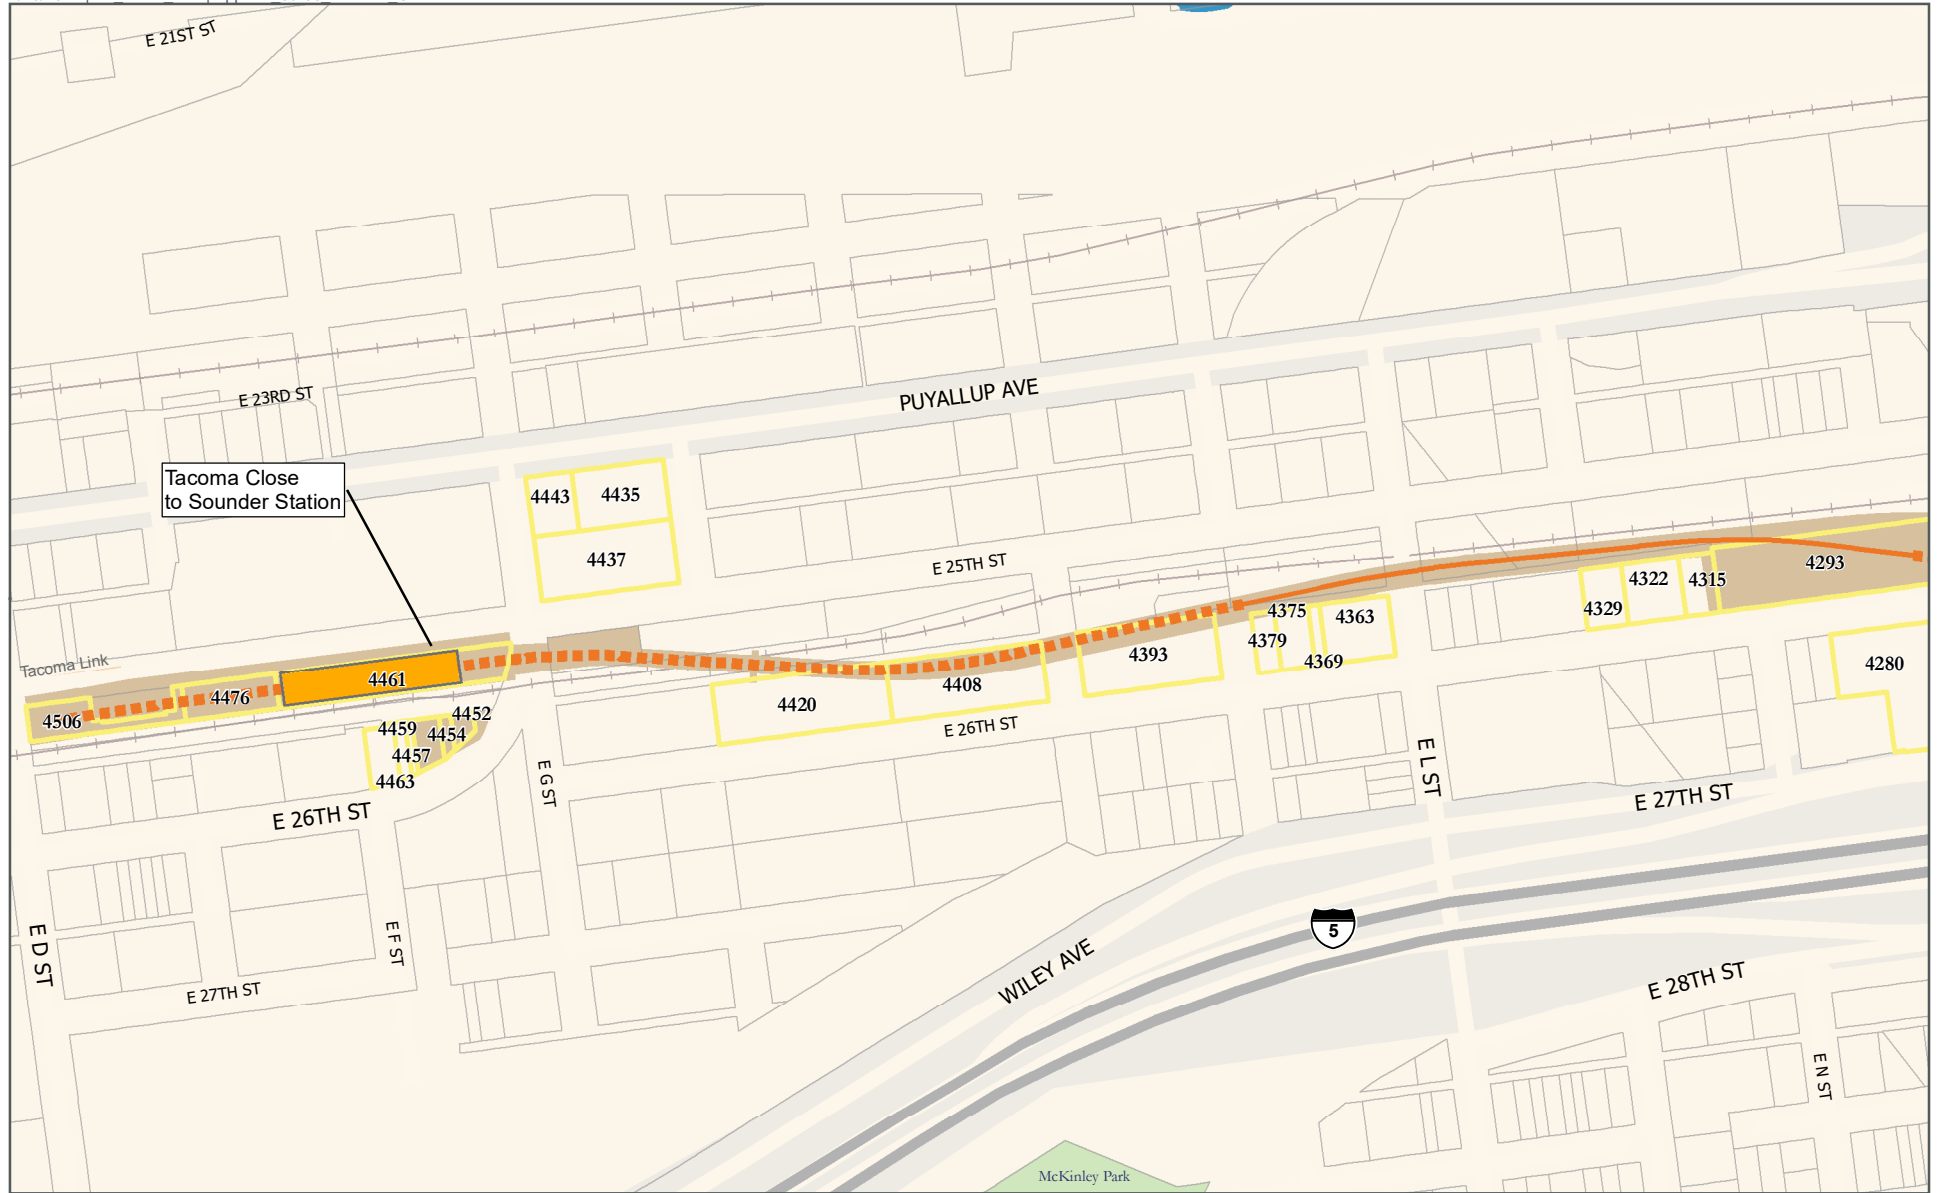 E 21ST ST
E 23RD ST
PUYALLUP AVE
Tacoma Close
to Sounder Station
4443
4435
4437
E 25TH ST
4293
4322
4315
4329
4375
4363
4379
4369
4393
4280
Tacoma Link
4461
4476
4506
4408
4420
4452
4459
4454
4457
4463
E 26TH ST
E 26TH ST
E G ST
E L ST
E 27TH ST
E D ST
E F ST
5
WILEY AVE
E 28TH ST
E 27TH ST
E N ST
McKinley Park